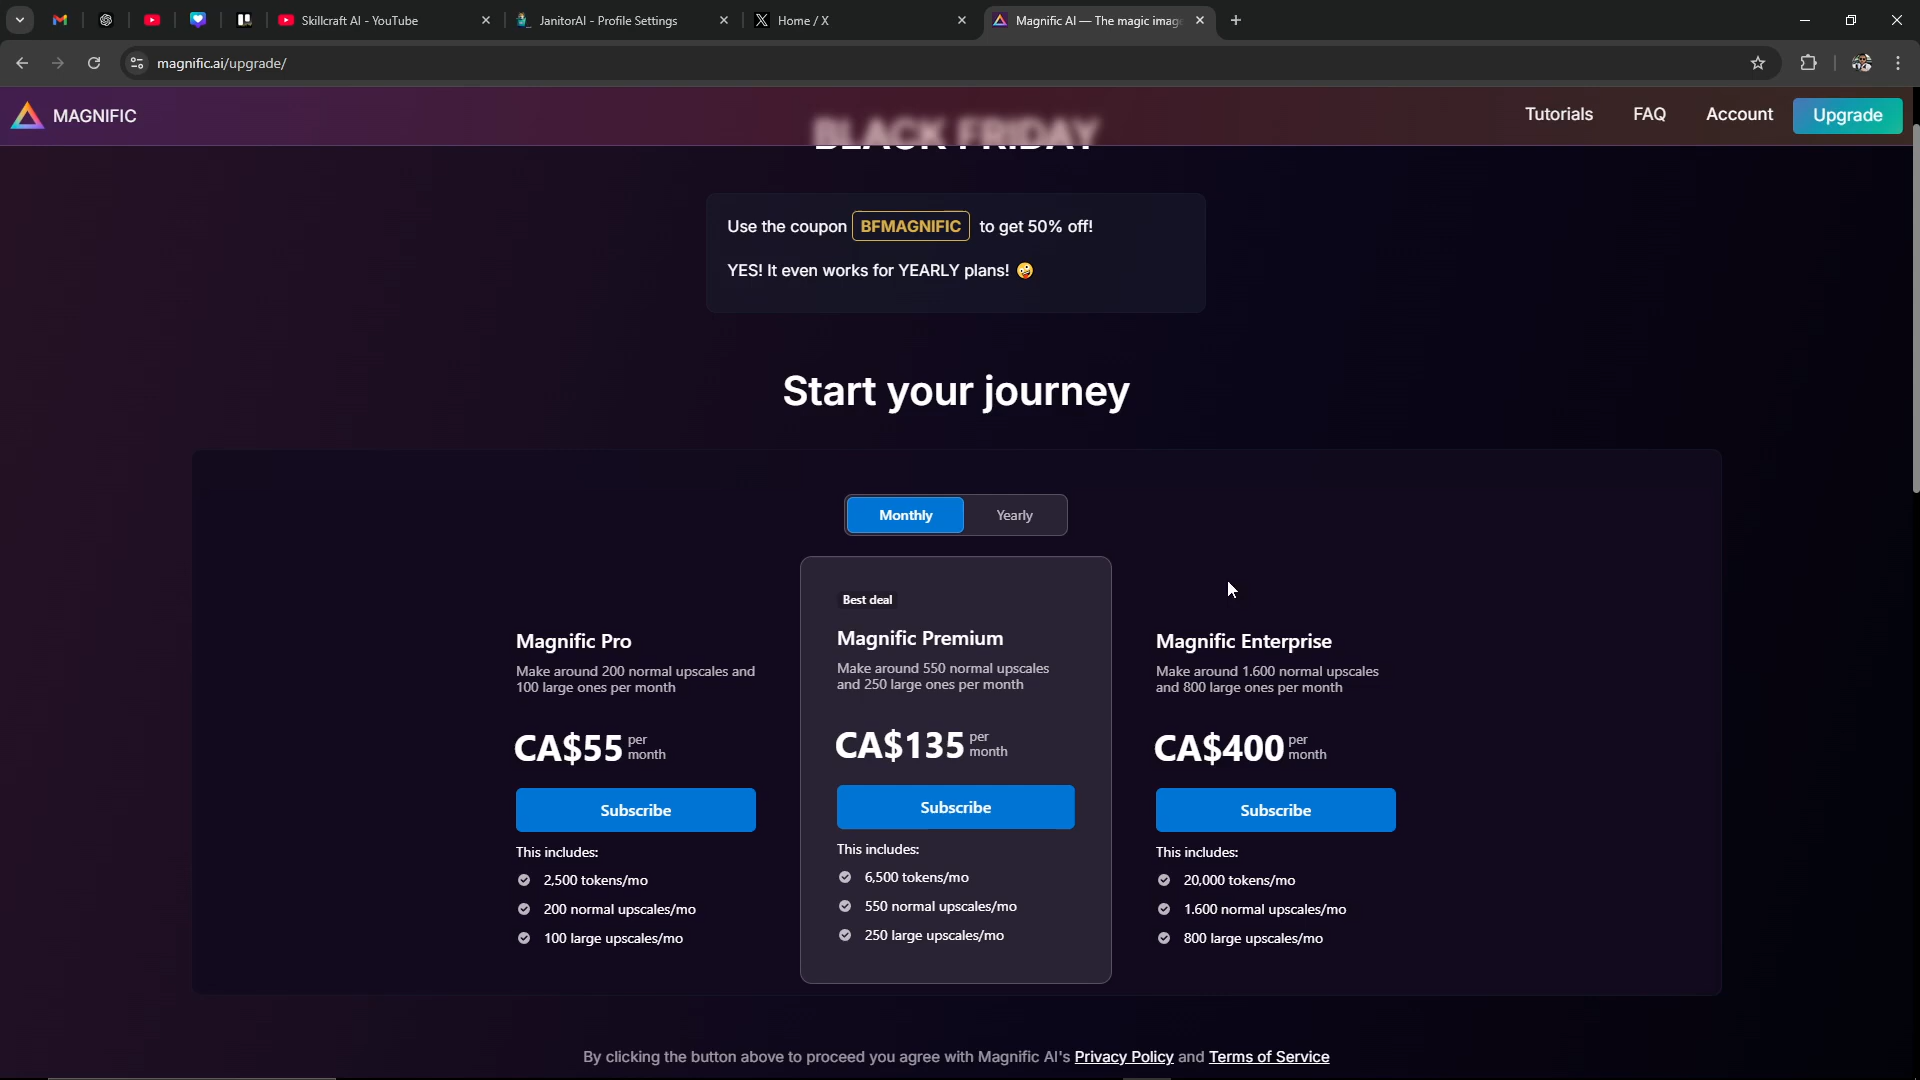 Skillcraft AI - YouTube
JanitorAI - Profile Settings
Home / X
Magnific AI — The magic imag
magnific.ai/upgrade/
MAGNIFIC
Tutorials
FAQ
Account
Upgrade
BLACK FRIDAY
Use the coupon BFMAGNIFIC to get 50% off!
YES! It even works for YEARLY plans! 🤪
Start your journey
Monthly
Yearly
Magnific Pro
Make around 200 normal upscales and
100 large ones per month
CA$55 per
month
Subscribe
This includes:
2,500 tokens/mo
200 normal upscales/mo
100 large upscales/mo
Best deal
Magnific Premium
Make around 550 normal upscales
and 250 large ones per month
CA$135 per
month
Subscribe
This includes:
6,500 tokens/mo
550 normal upscales/mo
250 large upscales/mo
Magnific Enterprise
Make around 1.600 normal upscales
and 800 large ones per month
CA$400 per
month
Subscribe
This includes:
20,000 tokens/mo
1.600 normal upscales/mo
800 large upscales/mo
By clicking the button above to proceed you agree with Magnific AI's Privacy Policy and Terms of Service